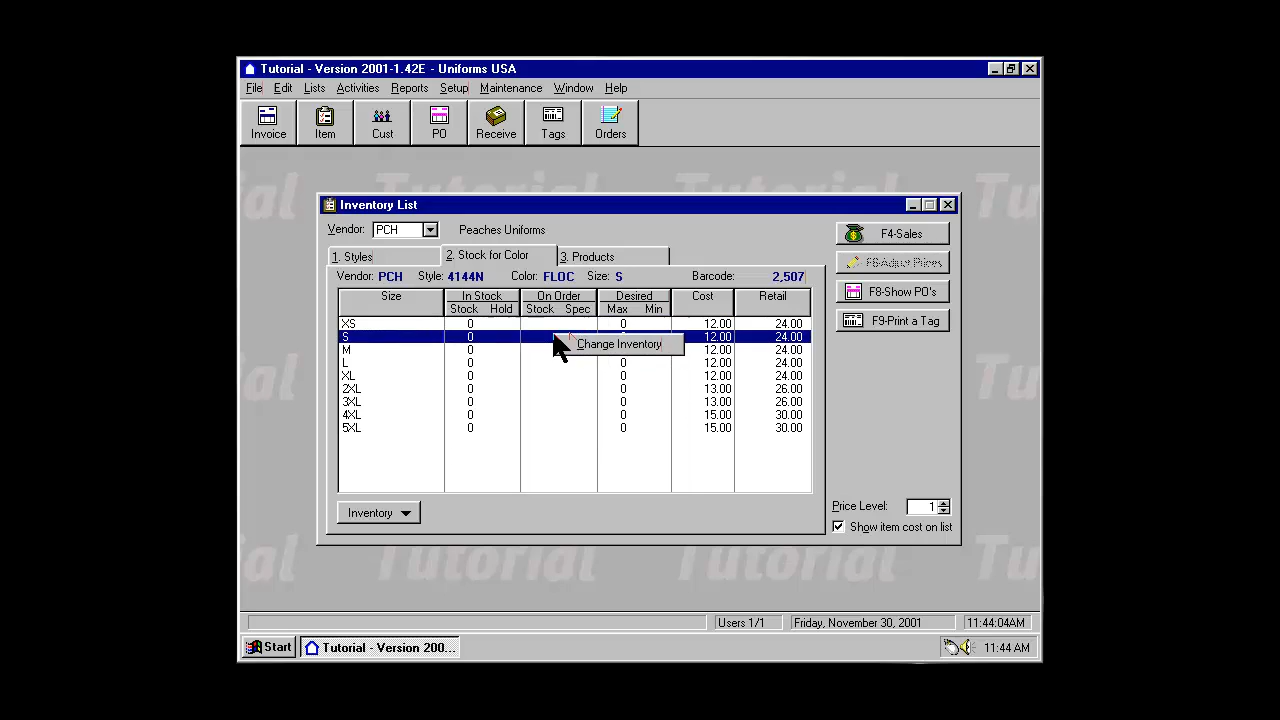 Tutorial - Version 2001-1.42E - Uniforms USA
File Edit Lists Activities Reports Setup Maintenance Window Help
Invoice Item Cust PO Receive Tags Orders
Tutorial Tutorial
Inventory List
Vendor: PCH Peaches Uniforms
F4-Sales
1. Styles 2. Stock for Color 3. Products
F6-Adjust Prices
Vendor: PCH Style: 4144N Color: FLOC Size: S Barcode: 2,507
F8-Show PO's
Size In Stock On Order Desired Cost Retail
Stock Hold Stock Spec Max Min
F9-Print a Tag
XS 0 0 12.00 24.00
S 0 12.00 24.00
Change Inventory
M 0 0 12.00 24.00
L 0 0 12.00 24.00
XL 0 0 12.00 24.00
2XL 0 0 13.00 26.00
3XL 0 0 13.00 26.00
4XL 0 0 15.00 30.00
5XL 0 0 15.00 30.00
Price Level: 1
Inventory
Show item cost on list
ial Tutorial Tutorial Tu
Users 1/1 Friday, November 30, 2001 11:44:04AM
Start Tutorial - Version 200... 11:44 AM